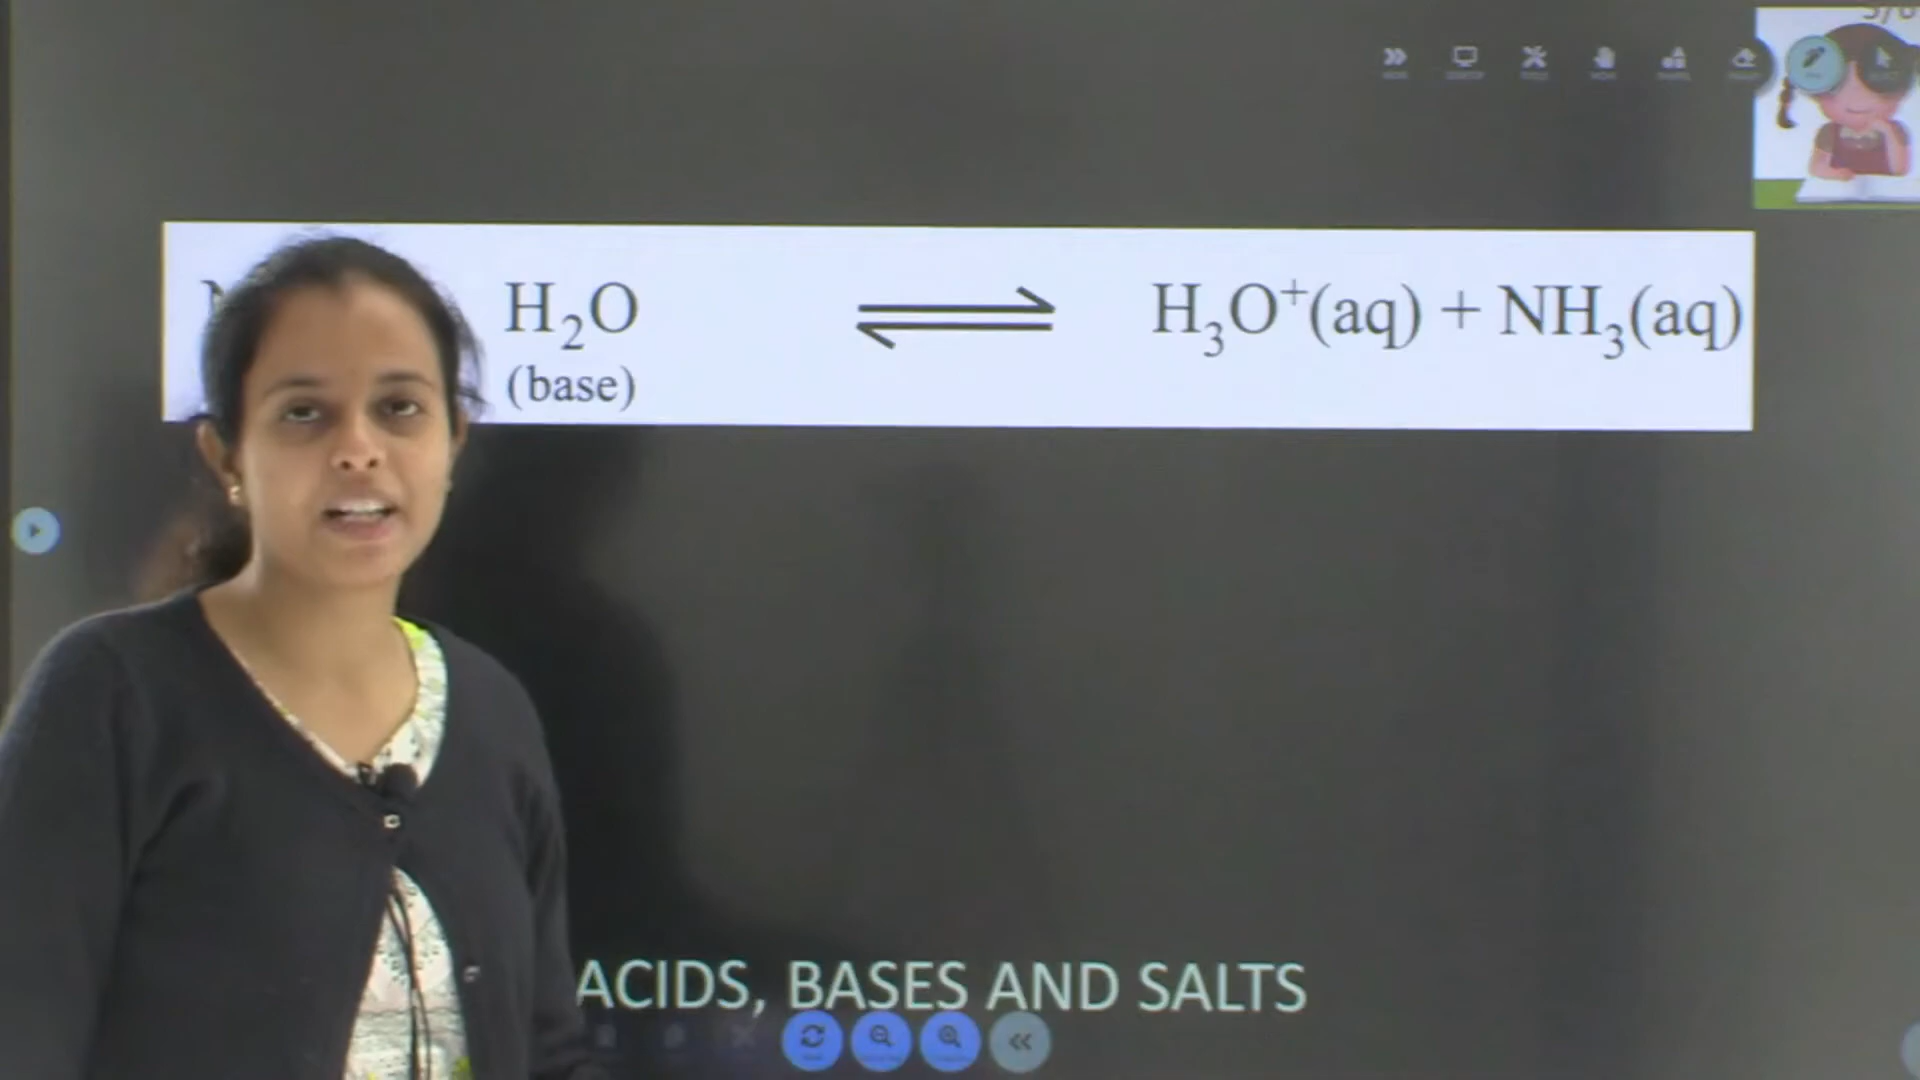 H₂O ⇌ H₃O⁺(aq) + NH₃(aq)
(base)
ACIDS, BASES AND SALTS